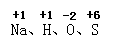 +1 +1 -2 +6
Na、H、O、S